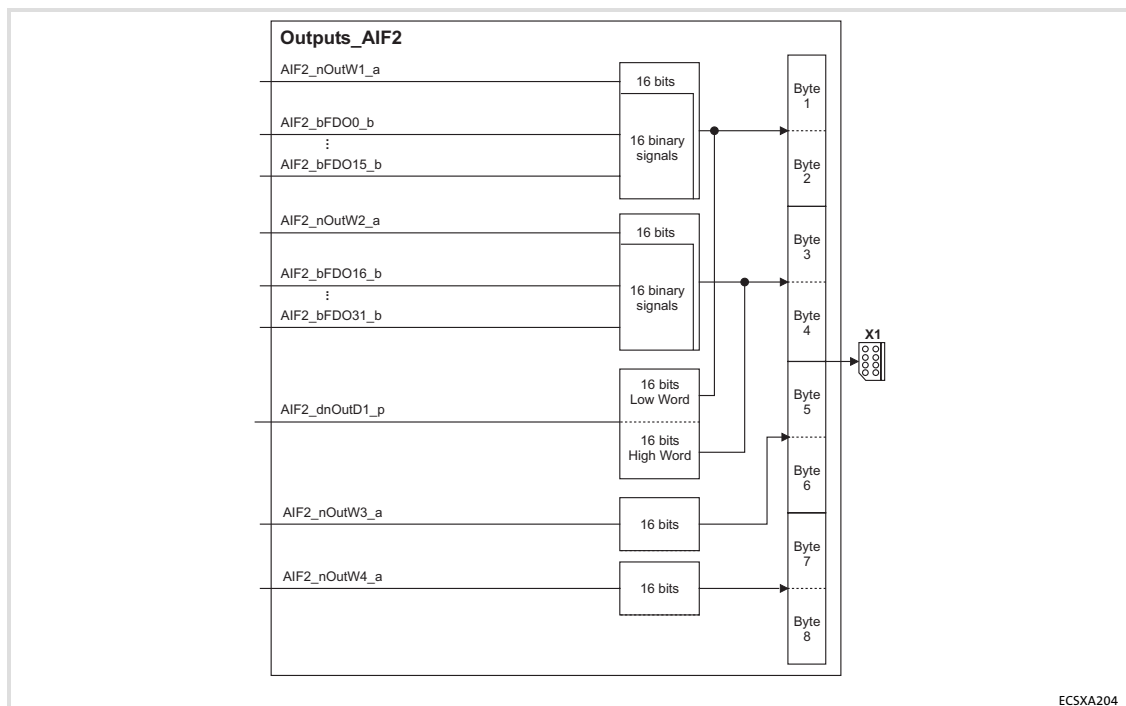 Outputs_AIF2
AIF2_nOutW1_a
16 bits
AIF2_bFDO0_b
...
AIF2_bFDO15_b
16 binary
signals
Byte
1
Byte
2
AIF2_nOutW2_a
16 bits
AIF2_bFDO16_b
...
AIF2_bFDO31_b
16 binary
signals
Byte
3
Byte
4
X1
AIF2_dnOutD1_p
16 bits
Low Word
16 bits
High Word
Byte
5
Byte
6
AIF2_nOutW3_a
16 bits
AIF2_nOutW4_a
16 bits
Byte
7
Byte
8
ECSXA204